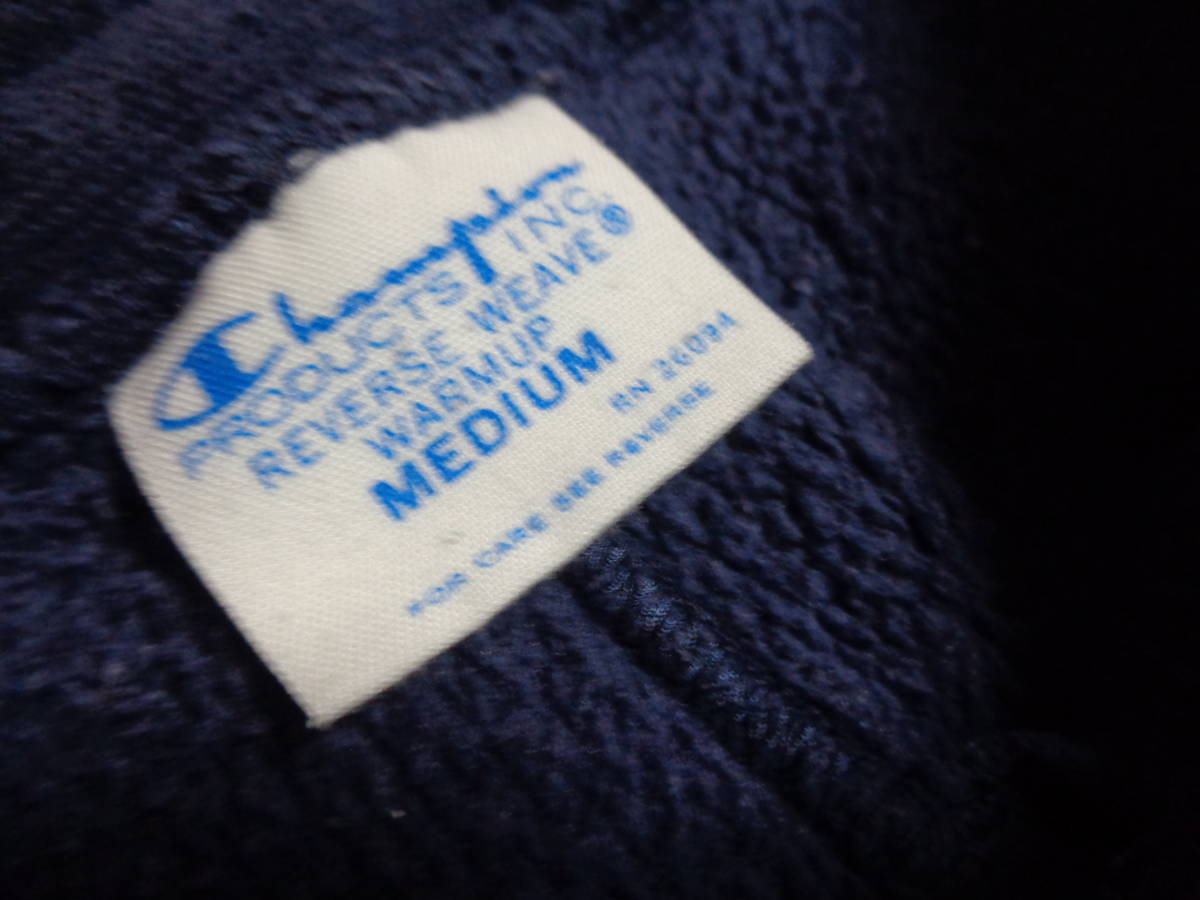 Champion
PRODUCTS INC.
REVERSE WEAVE®
WARMUP
MEDIUM
RN 26094
FOR CARE SEE REVERSE